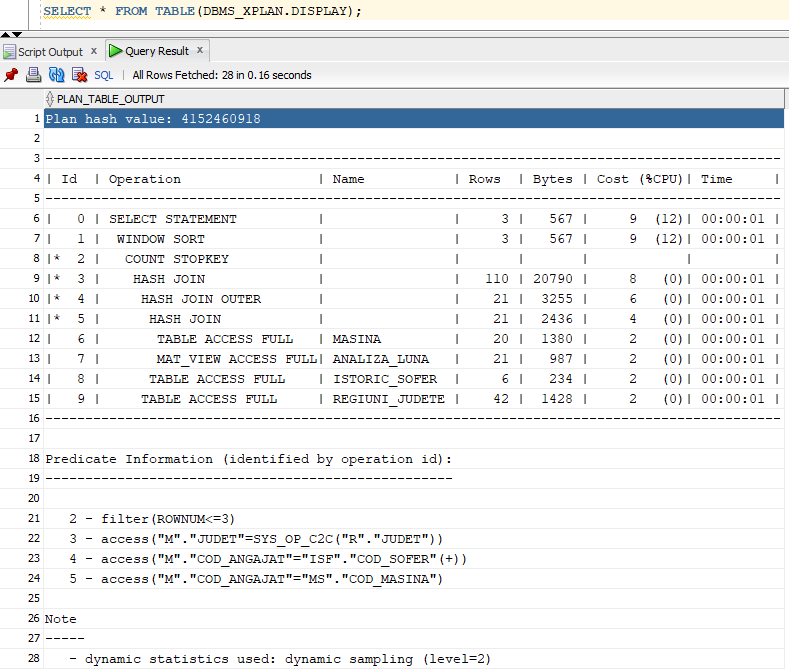 SELECT * FROM TABLE(DBMS_XPLAN.DISPLAY);
Script Output x Query Result x
SQL | All Rows Fetched: 28 in 0.16 seconds
PLAN_TABLE_OUTPUT
1 Plan hash value: 4152460918
2
3 --------------------------------------------------------------------------------------------
4 | Id  | Operation                 | Name            | Rows  | Bytes | Cost (%CPU)| Time     |
5 --------------------------------------------------------------------------------------------
6 |   0 | SELECT STATEMENT          |                 |     3 |   567 |     9  (12)| 00:00:01 |
7 |   1 |  WINDOW SORT              |                 |     3 |   567 |     9  (12)| 00:00:01 |
8 |*  2 |   COUNT STOPKEY           |                 |       |       |            |          |
9 |*  3 |    HASH JOIN              |                 |   110 | 20790 |     8   (0)| 00:00:01 |
10 |*  4 |     HASH JOIN OUTER       |                 |    21 |  3255 |     6   (0)| 00:00:01 |
11 |*  5 |      HASH JOIN            |                 |    21 |  2436 |     4   (0)| 00:00:01 |
12 |   6 |       TABLE ACCESS FULL   | MASINA          |    20 |  1380 |     2   (0)| 00:00:01 |
13 |   7 |       MAT_VIEW ACCESS FULL| ANALIZA_LUNA    |    21 |   987 |     2   (0)| 00:00:01 |
14 |   8 |      TABLE ACCESS FULL    | ISTORIC_SOFER   |     6 |   234 |     2   (0)| 00:00:01 |
15 |   9 |     TABLE ACCESS FULL     | REGIUNI_JUDETE  |    42 |  1428 |     2   (0)| 00:00:01 |
16 --------------------------------------------------------------------------------------------
17
18 Predicate Information (identified by operation id):
19 ---------------------------------------------------
20
21    2 - filter(ROWNUM<=3)
22    3 - access("M"."JUDET"=SYS_OP_C2C("R"."JUDET"))
23    4 - access("M"."COD_ANGAJAT"="ISF"."COD_SOFER"(+))
24    5 - access("M"."COD_ANGAJAT"="MS"."COD_MASINA")
25
26 Note
27 -----
28    - dynamic statistics used: dynamic sampling (level=2)